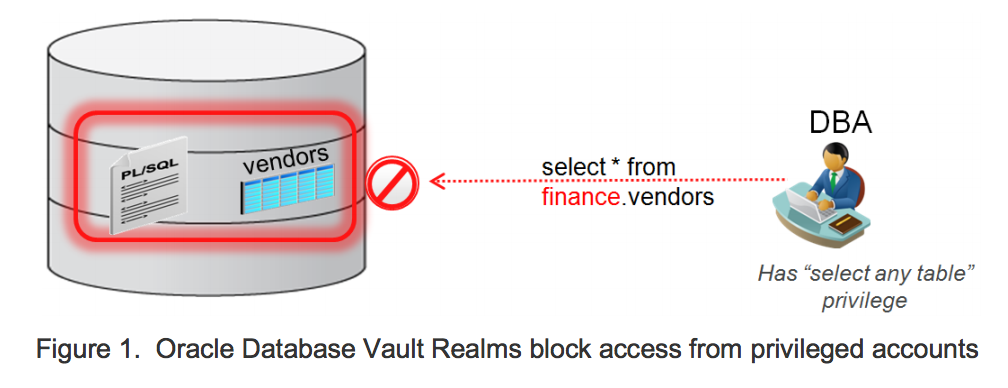 PL/SQL
vendors
select * from
finance.vendors
DBA
Has “select any table”
privilege
Figure 1.  Oracle Database Vault Realms block access from privileged accounts